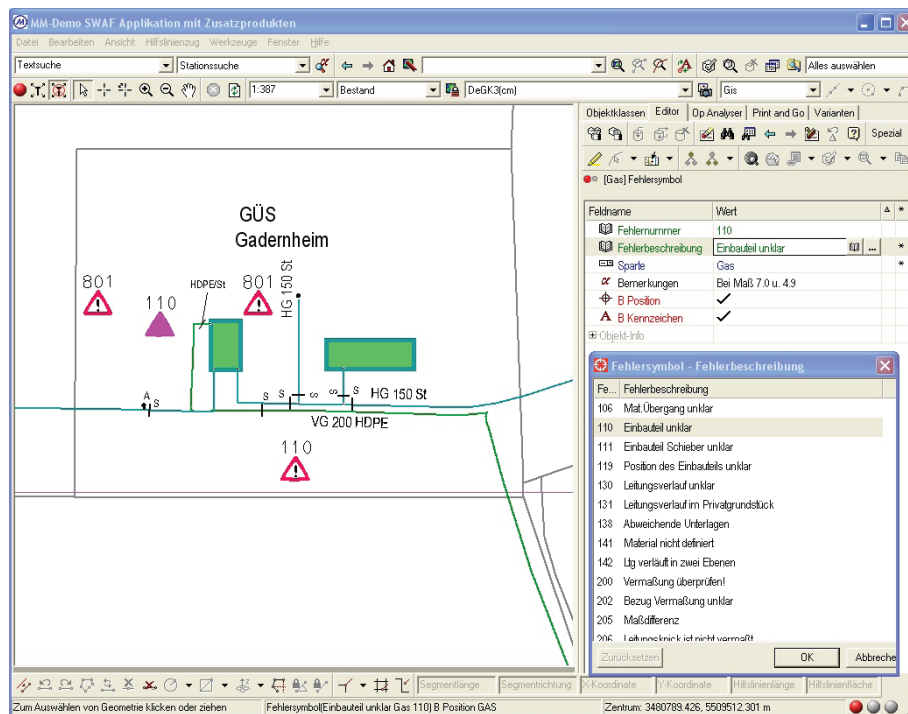 MM-Demo SWAF Applikation mit Zusatzprodukten
Datei Bearbeiten Ansicht Hilfslinienzug Werkzeuge Fenster Hilfe
Textsuche Stationssuche Alles auswählen
1:387 Bestand DeGK3(cm) Gis
Objektklassen Editor Op Analyser Print and Go Varianten
Spezial
[Gas] Fehlersymbol
Feldname Wert
Fehlernummer 110
Fehlerbeschreibung Einbauteil unklar ...
Sparte Gas
Bemerkungen Bei Maß 7.0 u. 4.9
B Position
B Kennzeichen
Objekt-Info
GÜS
Gadernheim
801
HDPE/St
801
HG 150 St
110
A
S
S
S
S
S
S
HG 150 St
VG 200 HDPE
110
Fehlersymbol - Fehlerbeschreibung
Fe... Fehlerbeschreibung
106 Mat.Übergang unklar
110 Einbauteil unklar
111 Einbauteil Schieber unklar
119 Position des Einbauteils unklar
130 Leitungsverlauf unklar
131 Leitungsverlauf im Privatgrundstück
138 Abweichende Unterlagen
141 Material nicht definiert
142 Ltg verläuft in zwei Ebenen
200 Vermaßung überprüfen!
202 Bezug Vermaßung unklar
205 Maßdifferenz
206 Leitungsknick ist nicht vermaßt
Zurücksetzen OK Abbreche
Segmentlänge Segmentrichtung X-Koordinate Y-Koordinate Hilfslinienlänge Hilfslinienfläche
Zum Auswählen von Geometrie klicken oder ziehen Fehlersymbol(Einbauteil unklar Gas 110) B Position GAS Zentrum: 3480789.426, 5509512.301 m